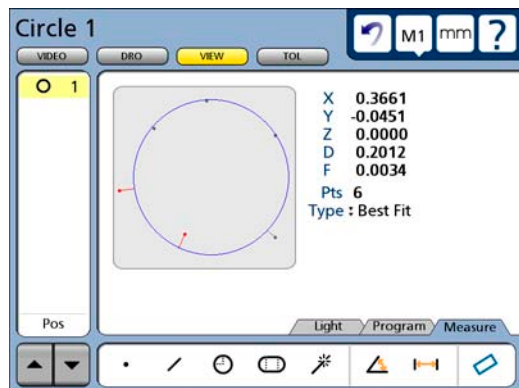 Circle 1
M1 mm ?
VIDEO DRO VIEW TOL
1
X 0.3661
Y -0.0451
Z 0.0000
D 0.2012
F 0.0034
Pts 6
Type : Best Fit
Pos
Light Program Measure